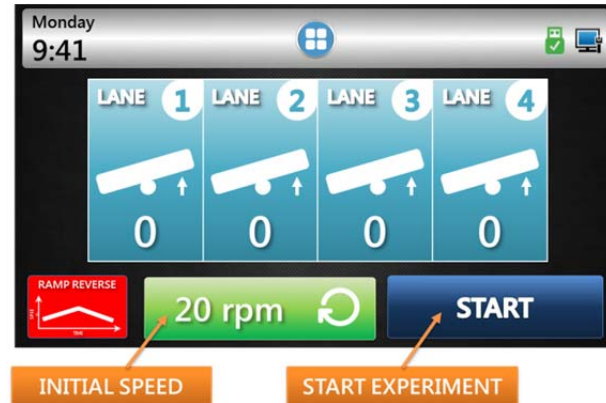 Monday
9:41
LANE 1 LANE 2 LANE 3 LANE 4
0 0 0 0
RAMP REVERSE
TIME
20 rpm START
INITIAL SPEED START EXPERIMENT